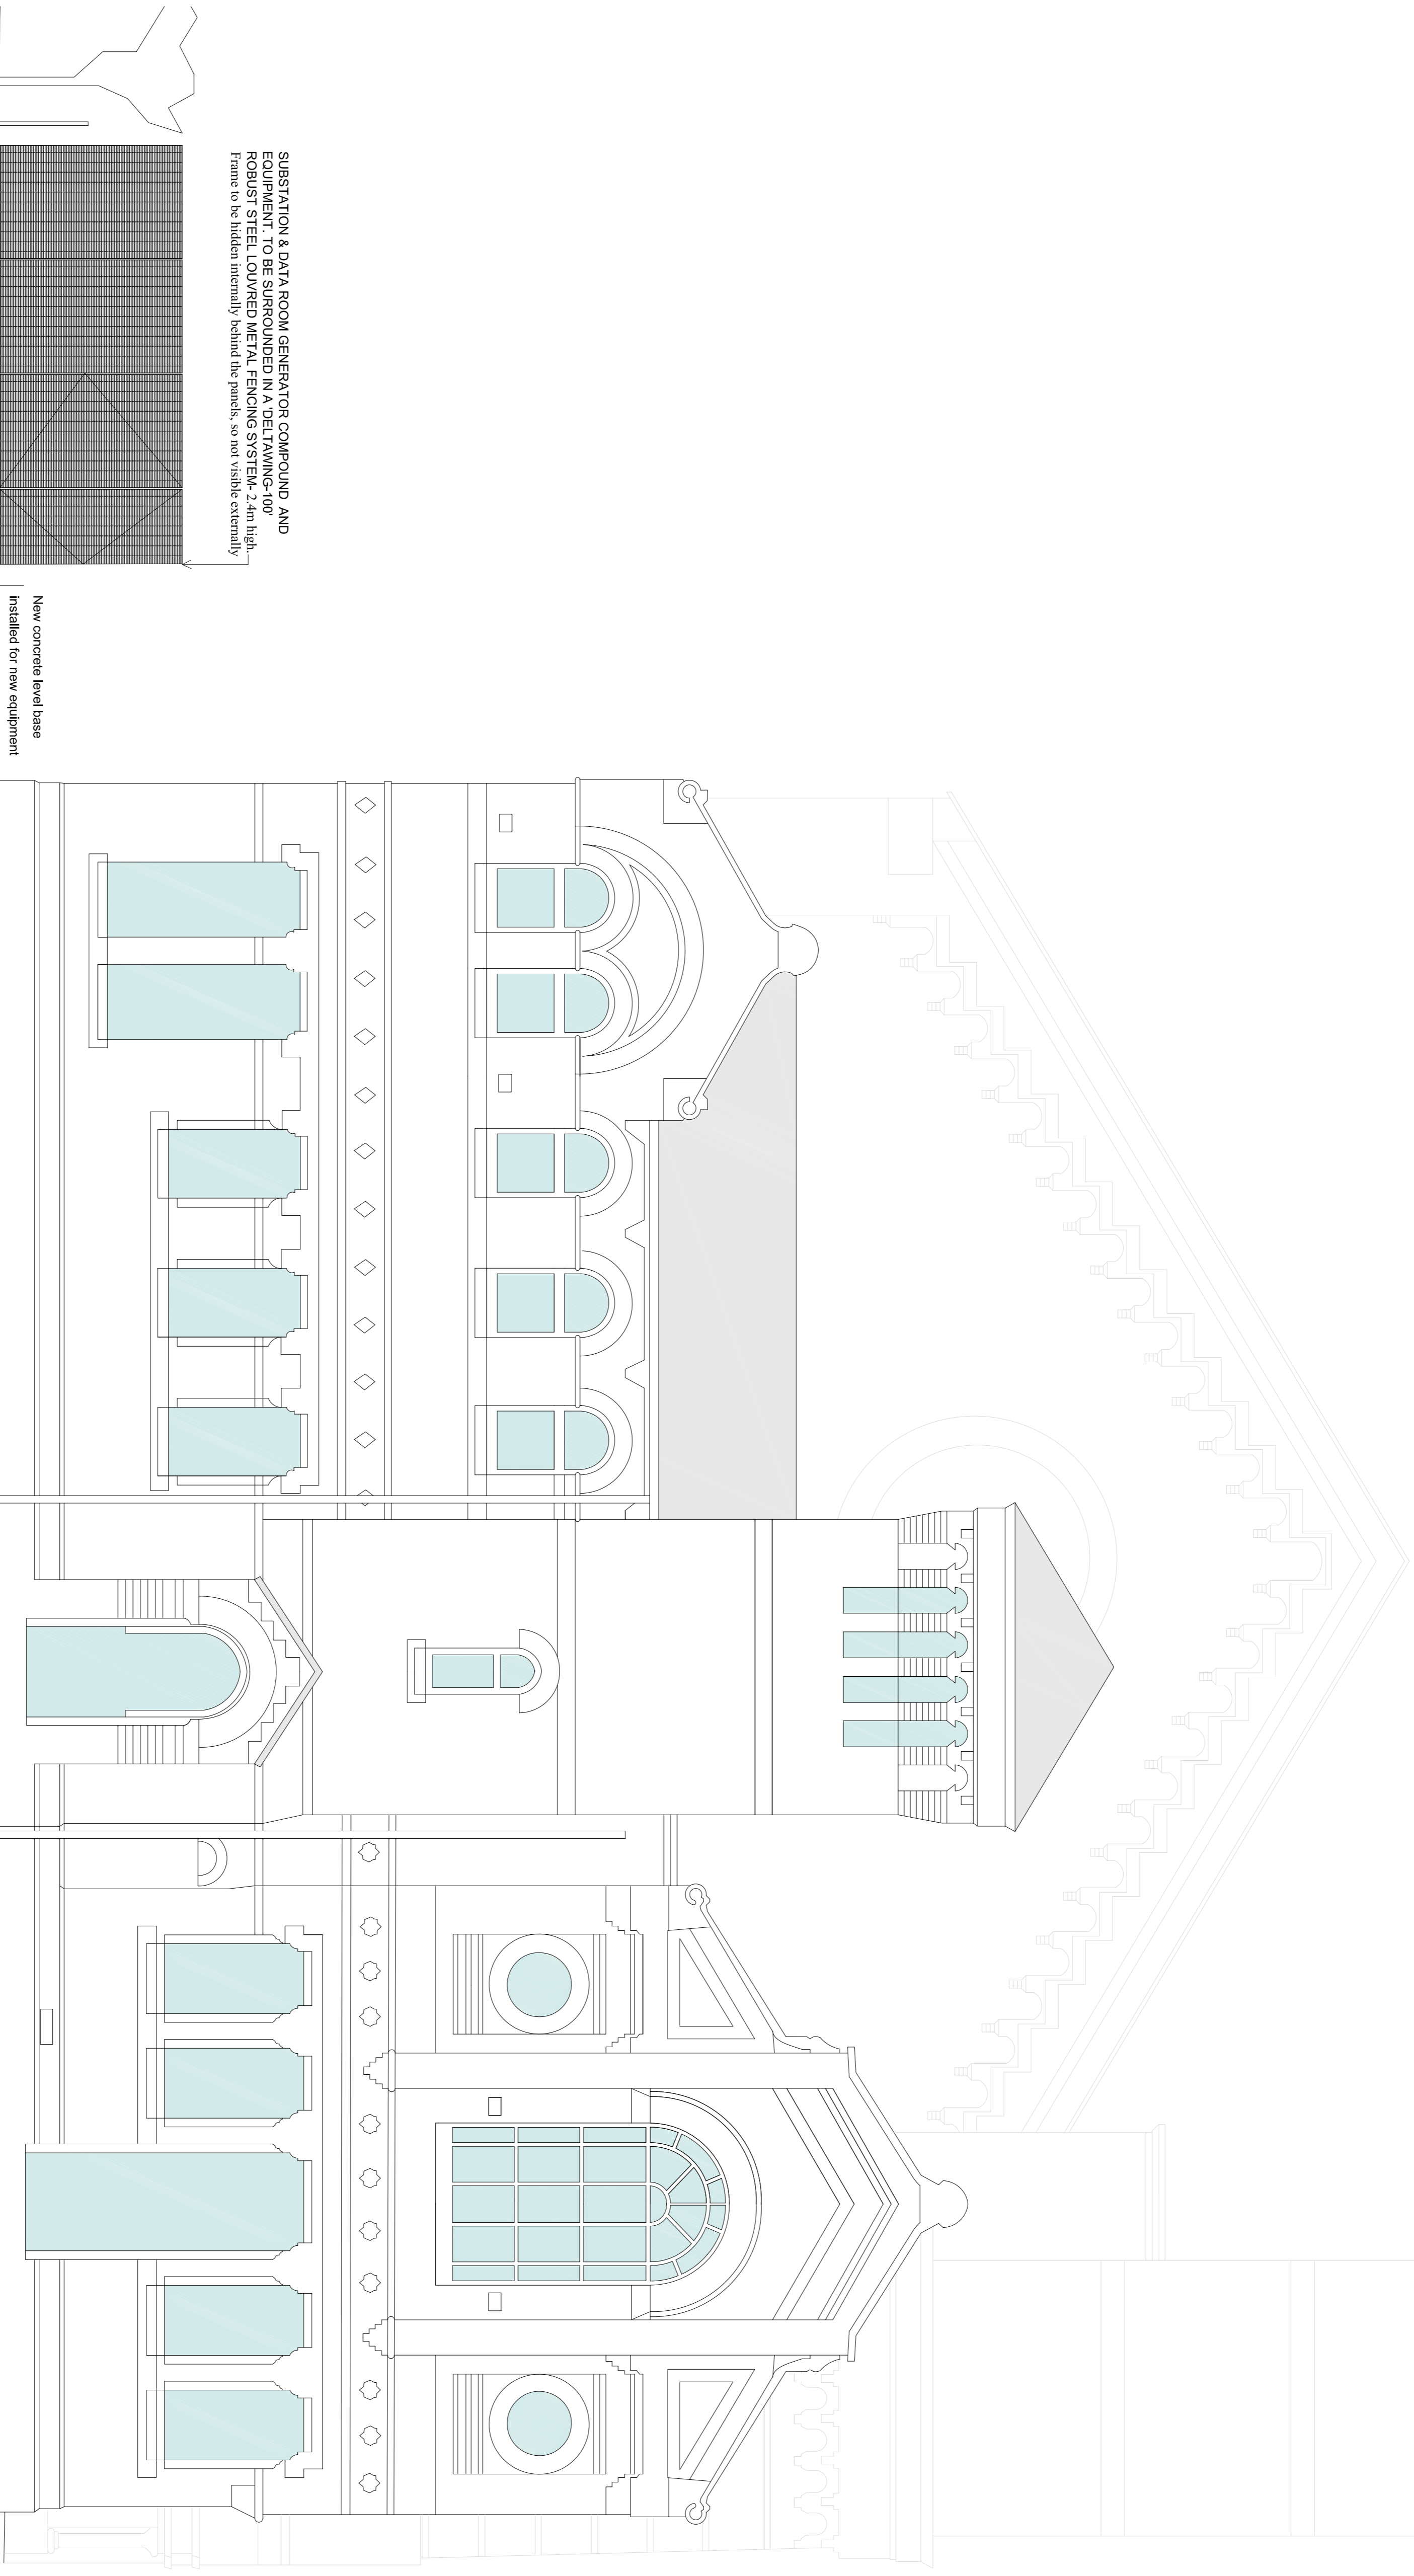 SUBSTATION & DATA ROOM GENERATOR COMPOUND AND
EQUIPMENT. TO BE SURROUNDED IN A 'DELTAWING-100'
ROBUST STEEL LOUVRED METAL FENCING SYSTEM- 2.4m high.
Frame to be hidden internally behind the panels, so not visible externally
New concrete level base
installed for new equipment